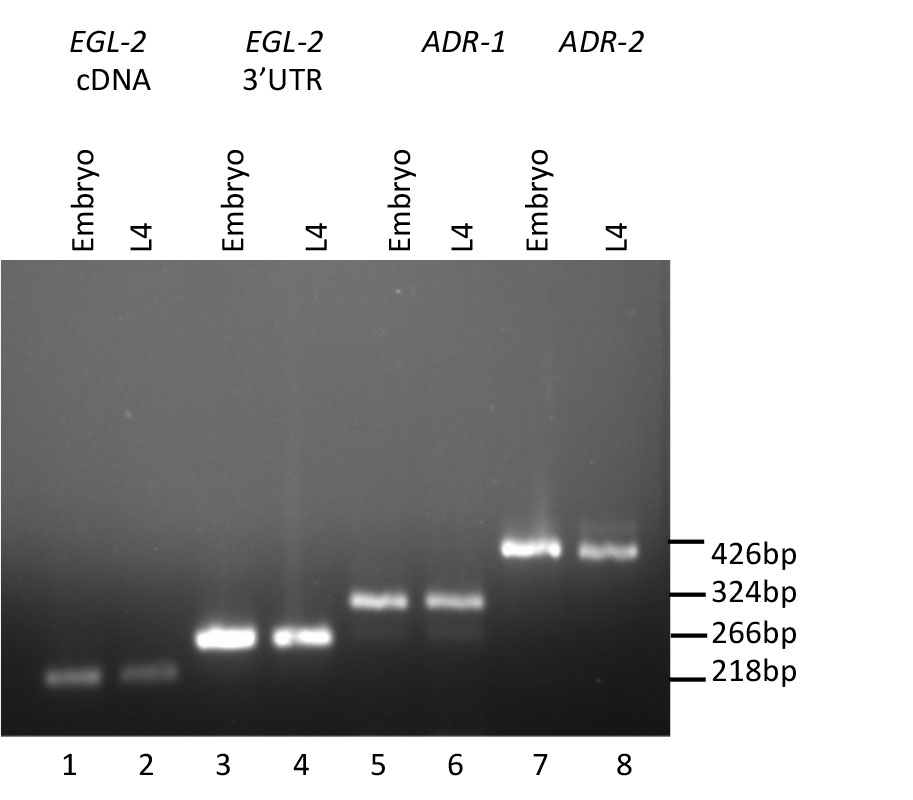 EGL-2 EGL-2 ADR-1 ADR-2
cDNA 3’UTR
Embryo L4 Embryo L4 Embryo L4 Embryo L4
426bp
324bp
266bp
218bp
1 2 3 4 5 6 7 8